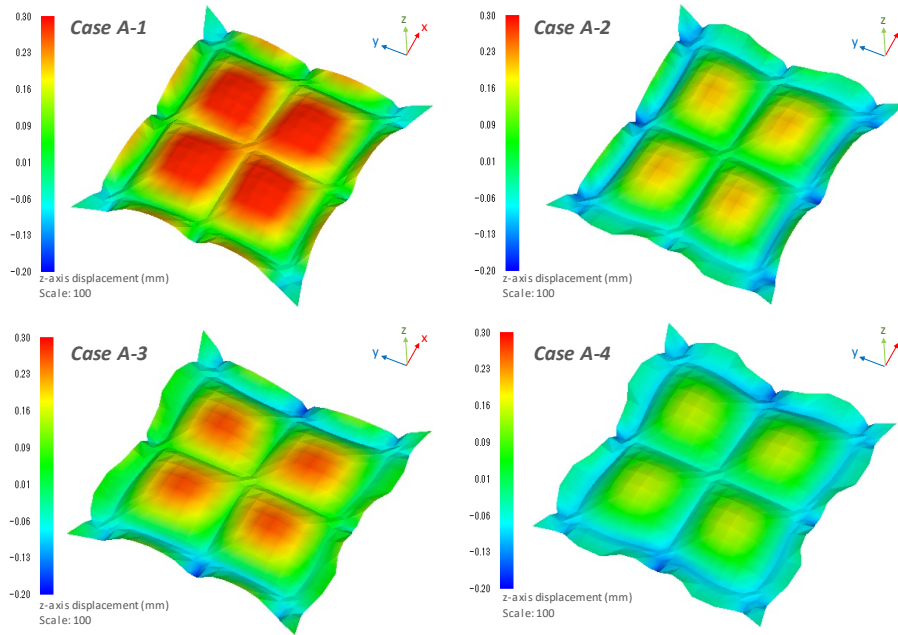 Case A-1
0.30
0.23
0.16
0.09
0.01
−0.06
−0.13
−0.20
z-axis displacement (mm)
Scale: 100
z
y
x
Case A-2
0.30
0.23
0.16
0.09
0.01
−0.06
−0.13
−0.20
z-axis displacement (mm)
Scale: 100
z
y
Case A-3
0.30
0.23
0.16
0.09
0.01
−0.06
−0.13
−0.20
z-axis displacement (mm)
Scale: 100
z
y
x
Case A-4
0.30
0.23
0.16
0.09
0.01
−0.06
−0.13
−0.20
z-axis displacement (mm)
Scale: 100
z
y